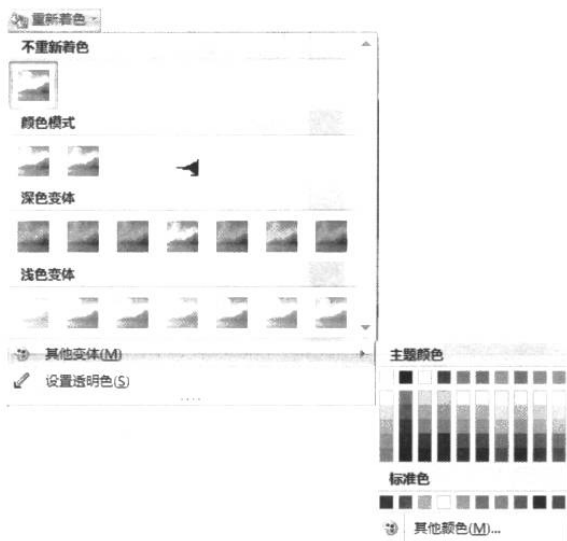 重新着色
不重新着色
颜色模式
深色变体
浅色变体
其他变体(M)
设置透明色(S)
主题颜色
标准色
其他颜色(M)...